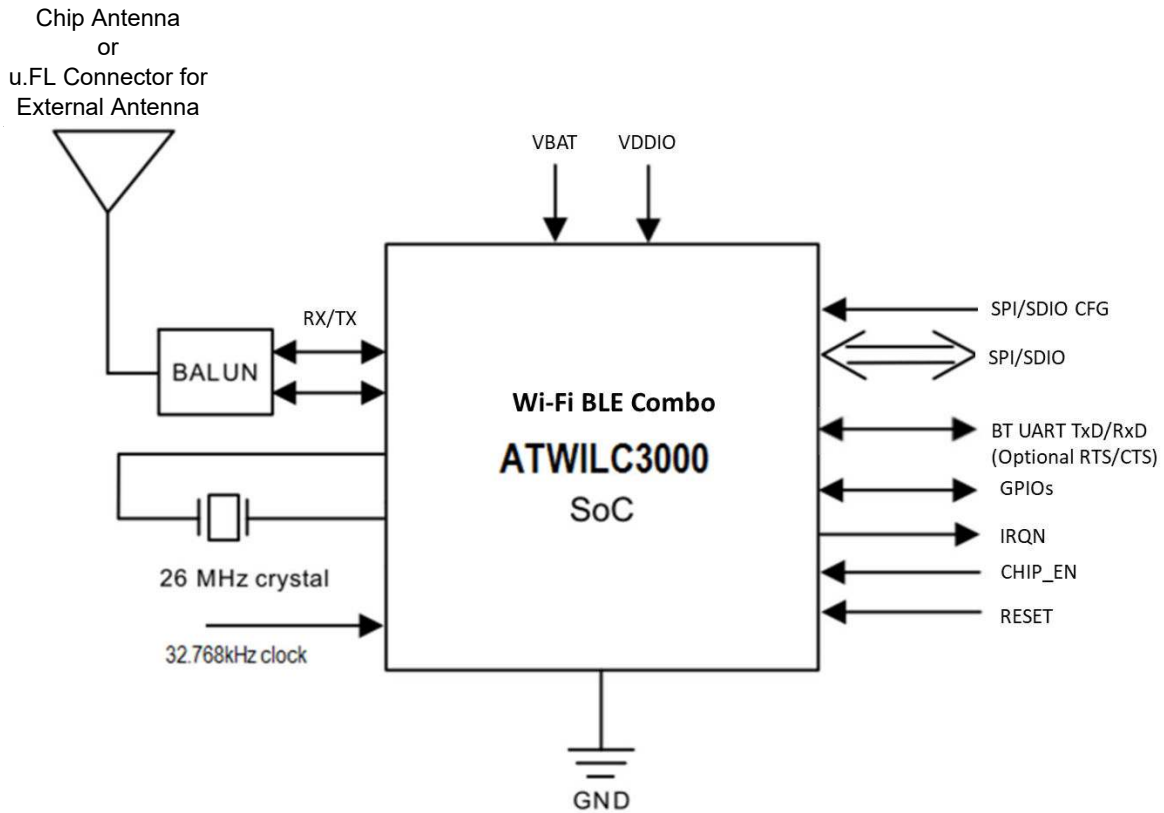 Chip Antenna
or
u.FL Connector for
External Antenna
VBAT
VDDIO
RX/TX
BALUN
Wi-Fi BLE Combo
ATWILC3000
SoC
26 MHz crystal
32.768kHz clock
SPI/SDIO CFG
SPI/SDIO
BT UART TxD/RxD
(Optional RTS/CTS)
GPIOs
IRQN
CHIP_EN
RESET
GND